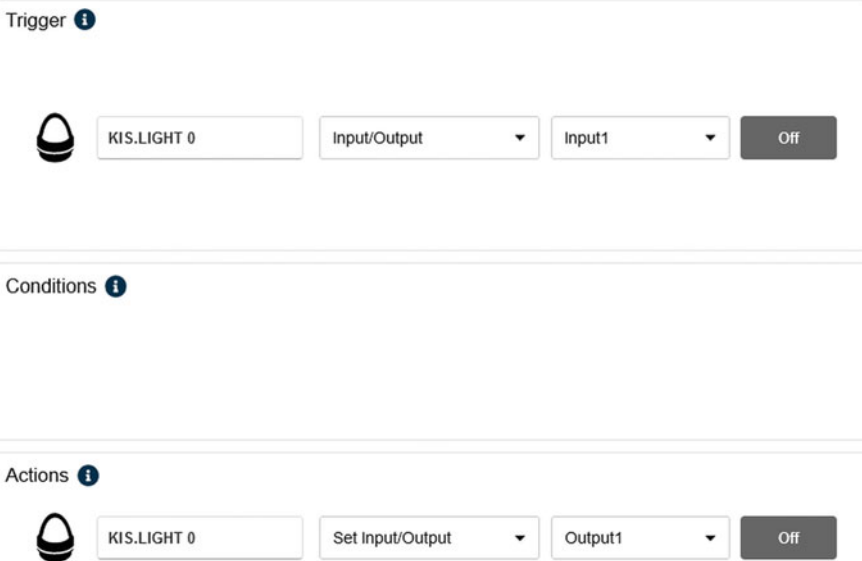 Trigger
KIS.LIGHT 0 Input/Output Input1 Off
Conditions
Actions
KIS.LIGHT 0 Set Input/Output Output1 Off